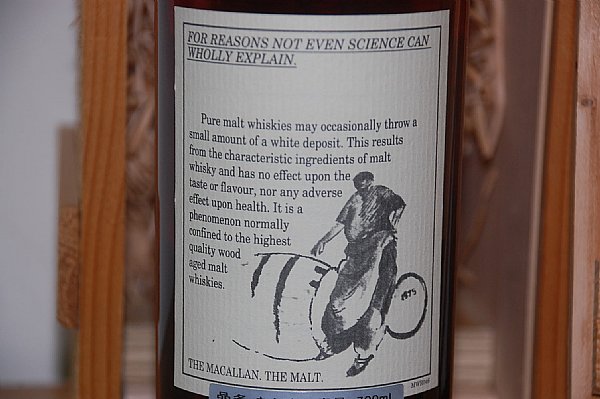 FOR REASONS NOT EVEN SCIENCE CAN
WHOLLY EXPLAIN.
Pure malt whiskies may occasionally throw a
small amount of a white deposit. This results
from the characteristic ingredients of malt
whisky and has no effect upon the
taste or flavour, nor any adverse
effect upon health. It is a
phenomenon normally
confined to the highest
quality wood
aged malt
whiskies.
1875
THE MACALLAN. THE MALT.
700ml